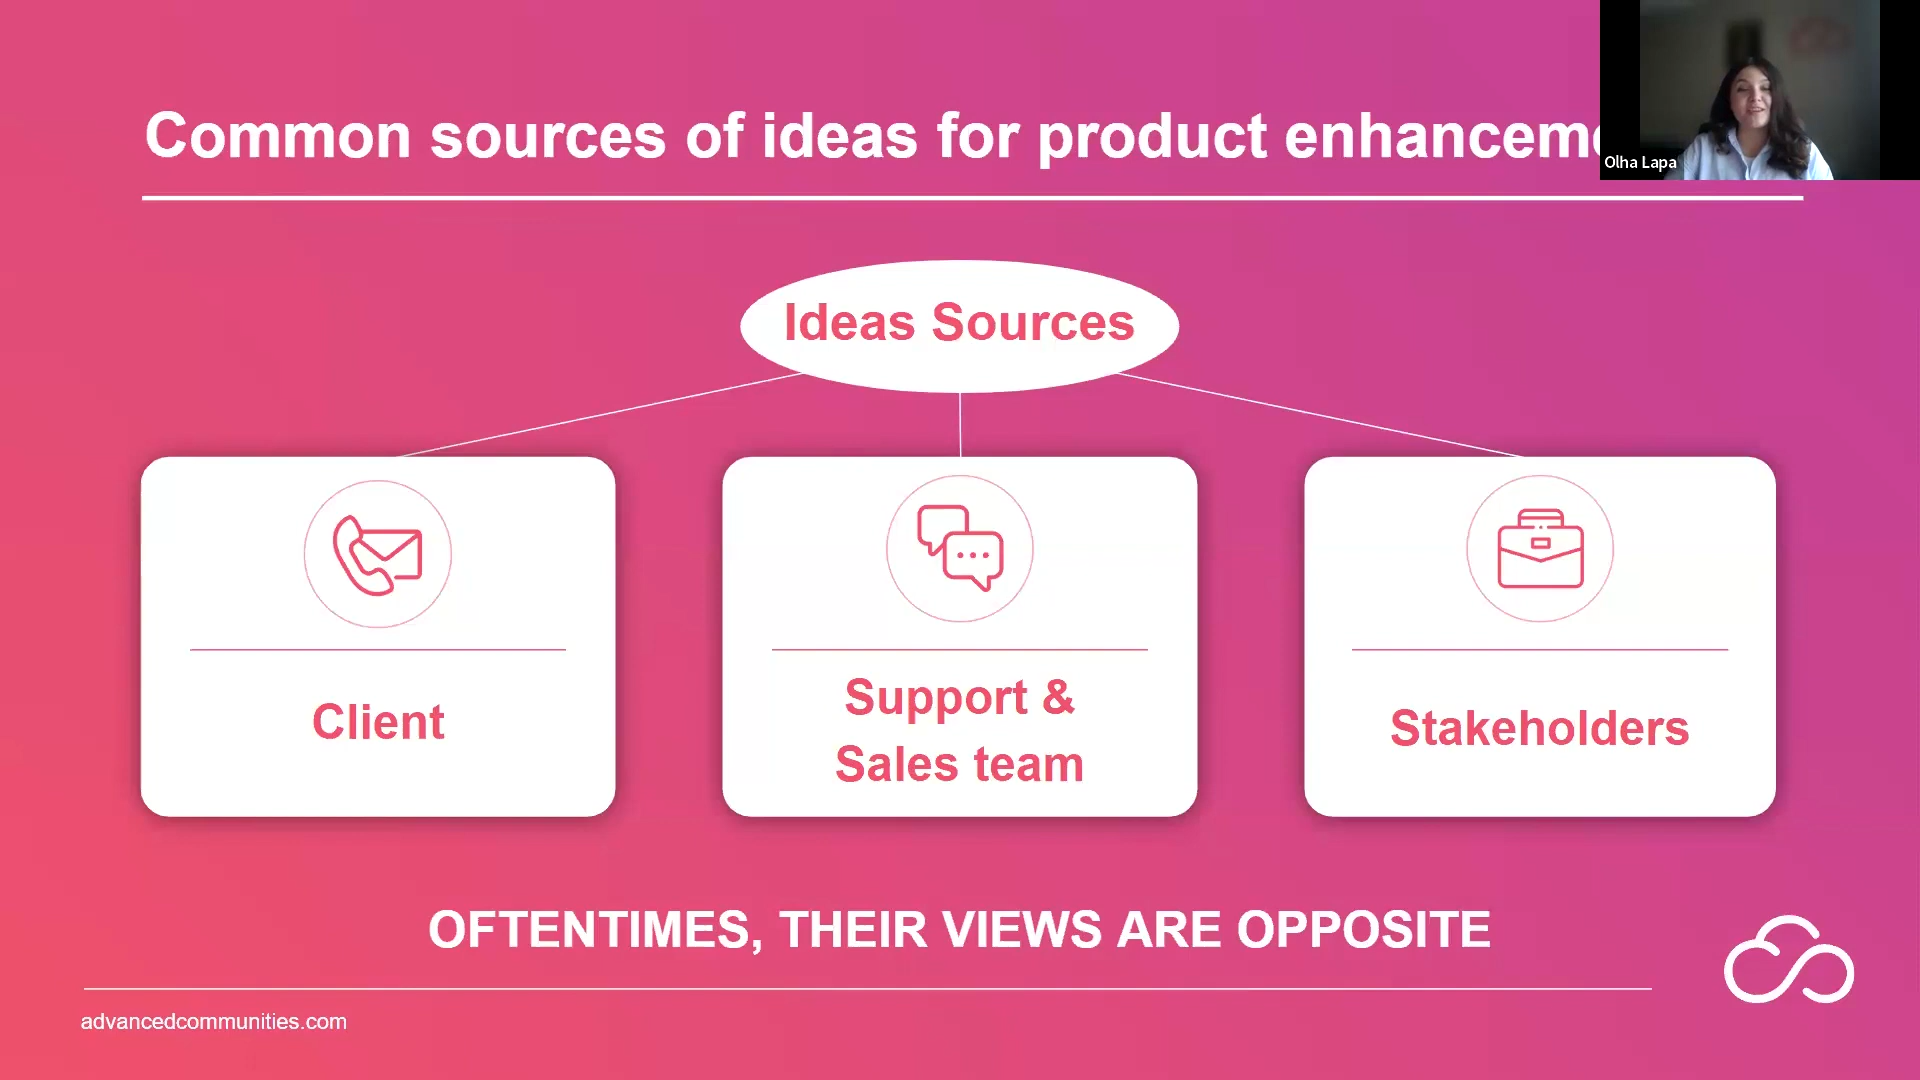 Common sources of ideas for product enhancem
Olha Lapa
Ideas Sources
Client
Support &
Sales team
Stakeholders
OFTENTIMES, THEIR VIEWS ARE OPPOSITE
advancedcommunities.com